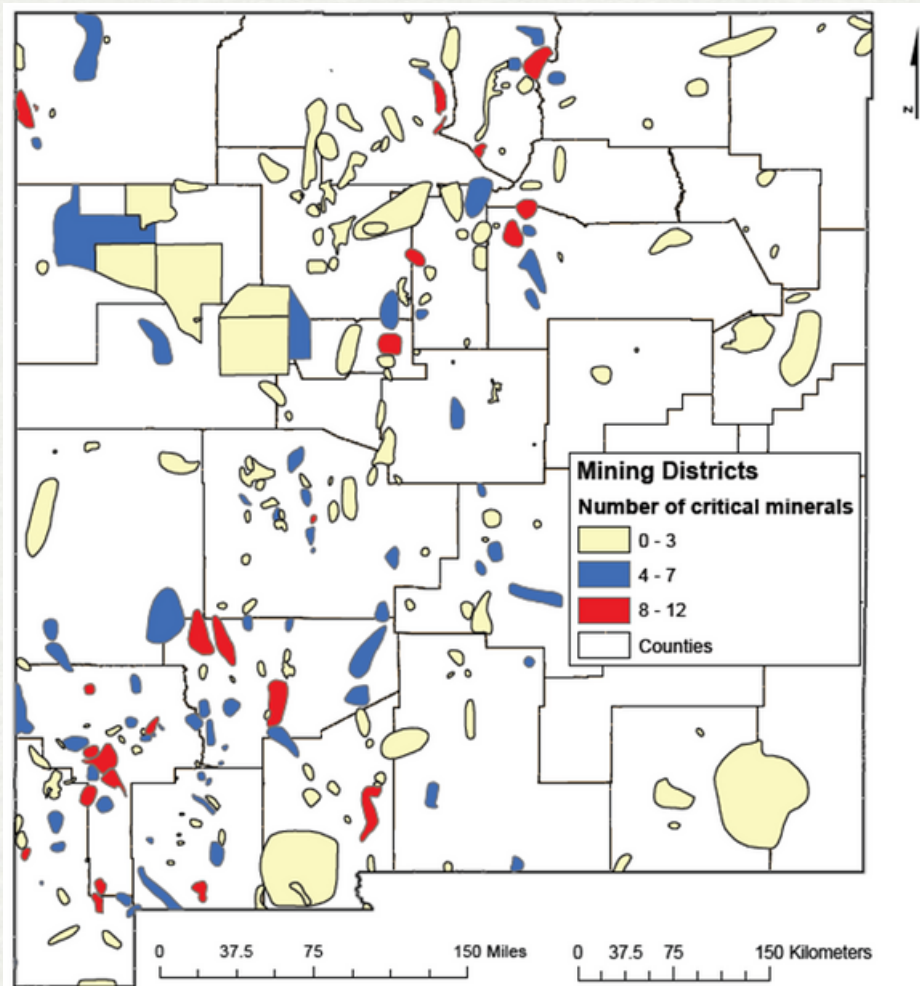 N
Mining Districts
Number of critical minerals
0 - 3
4 - 7
8 - 12
Counties
0 37.5 75 150 Miles
0 37.5 75 150 Kilometers